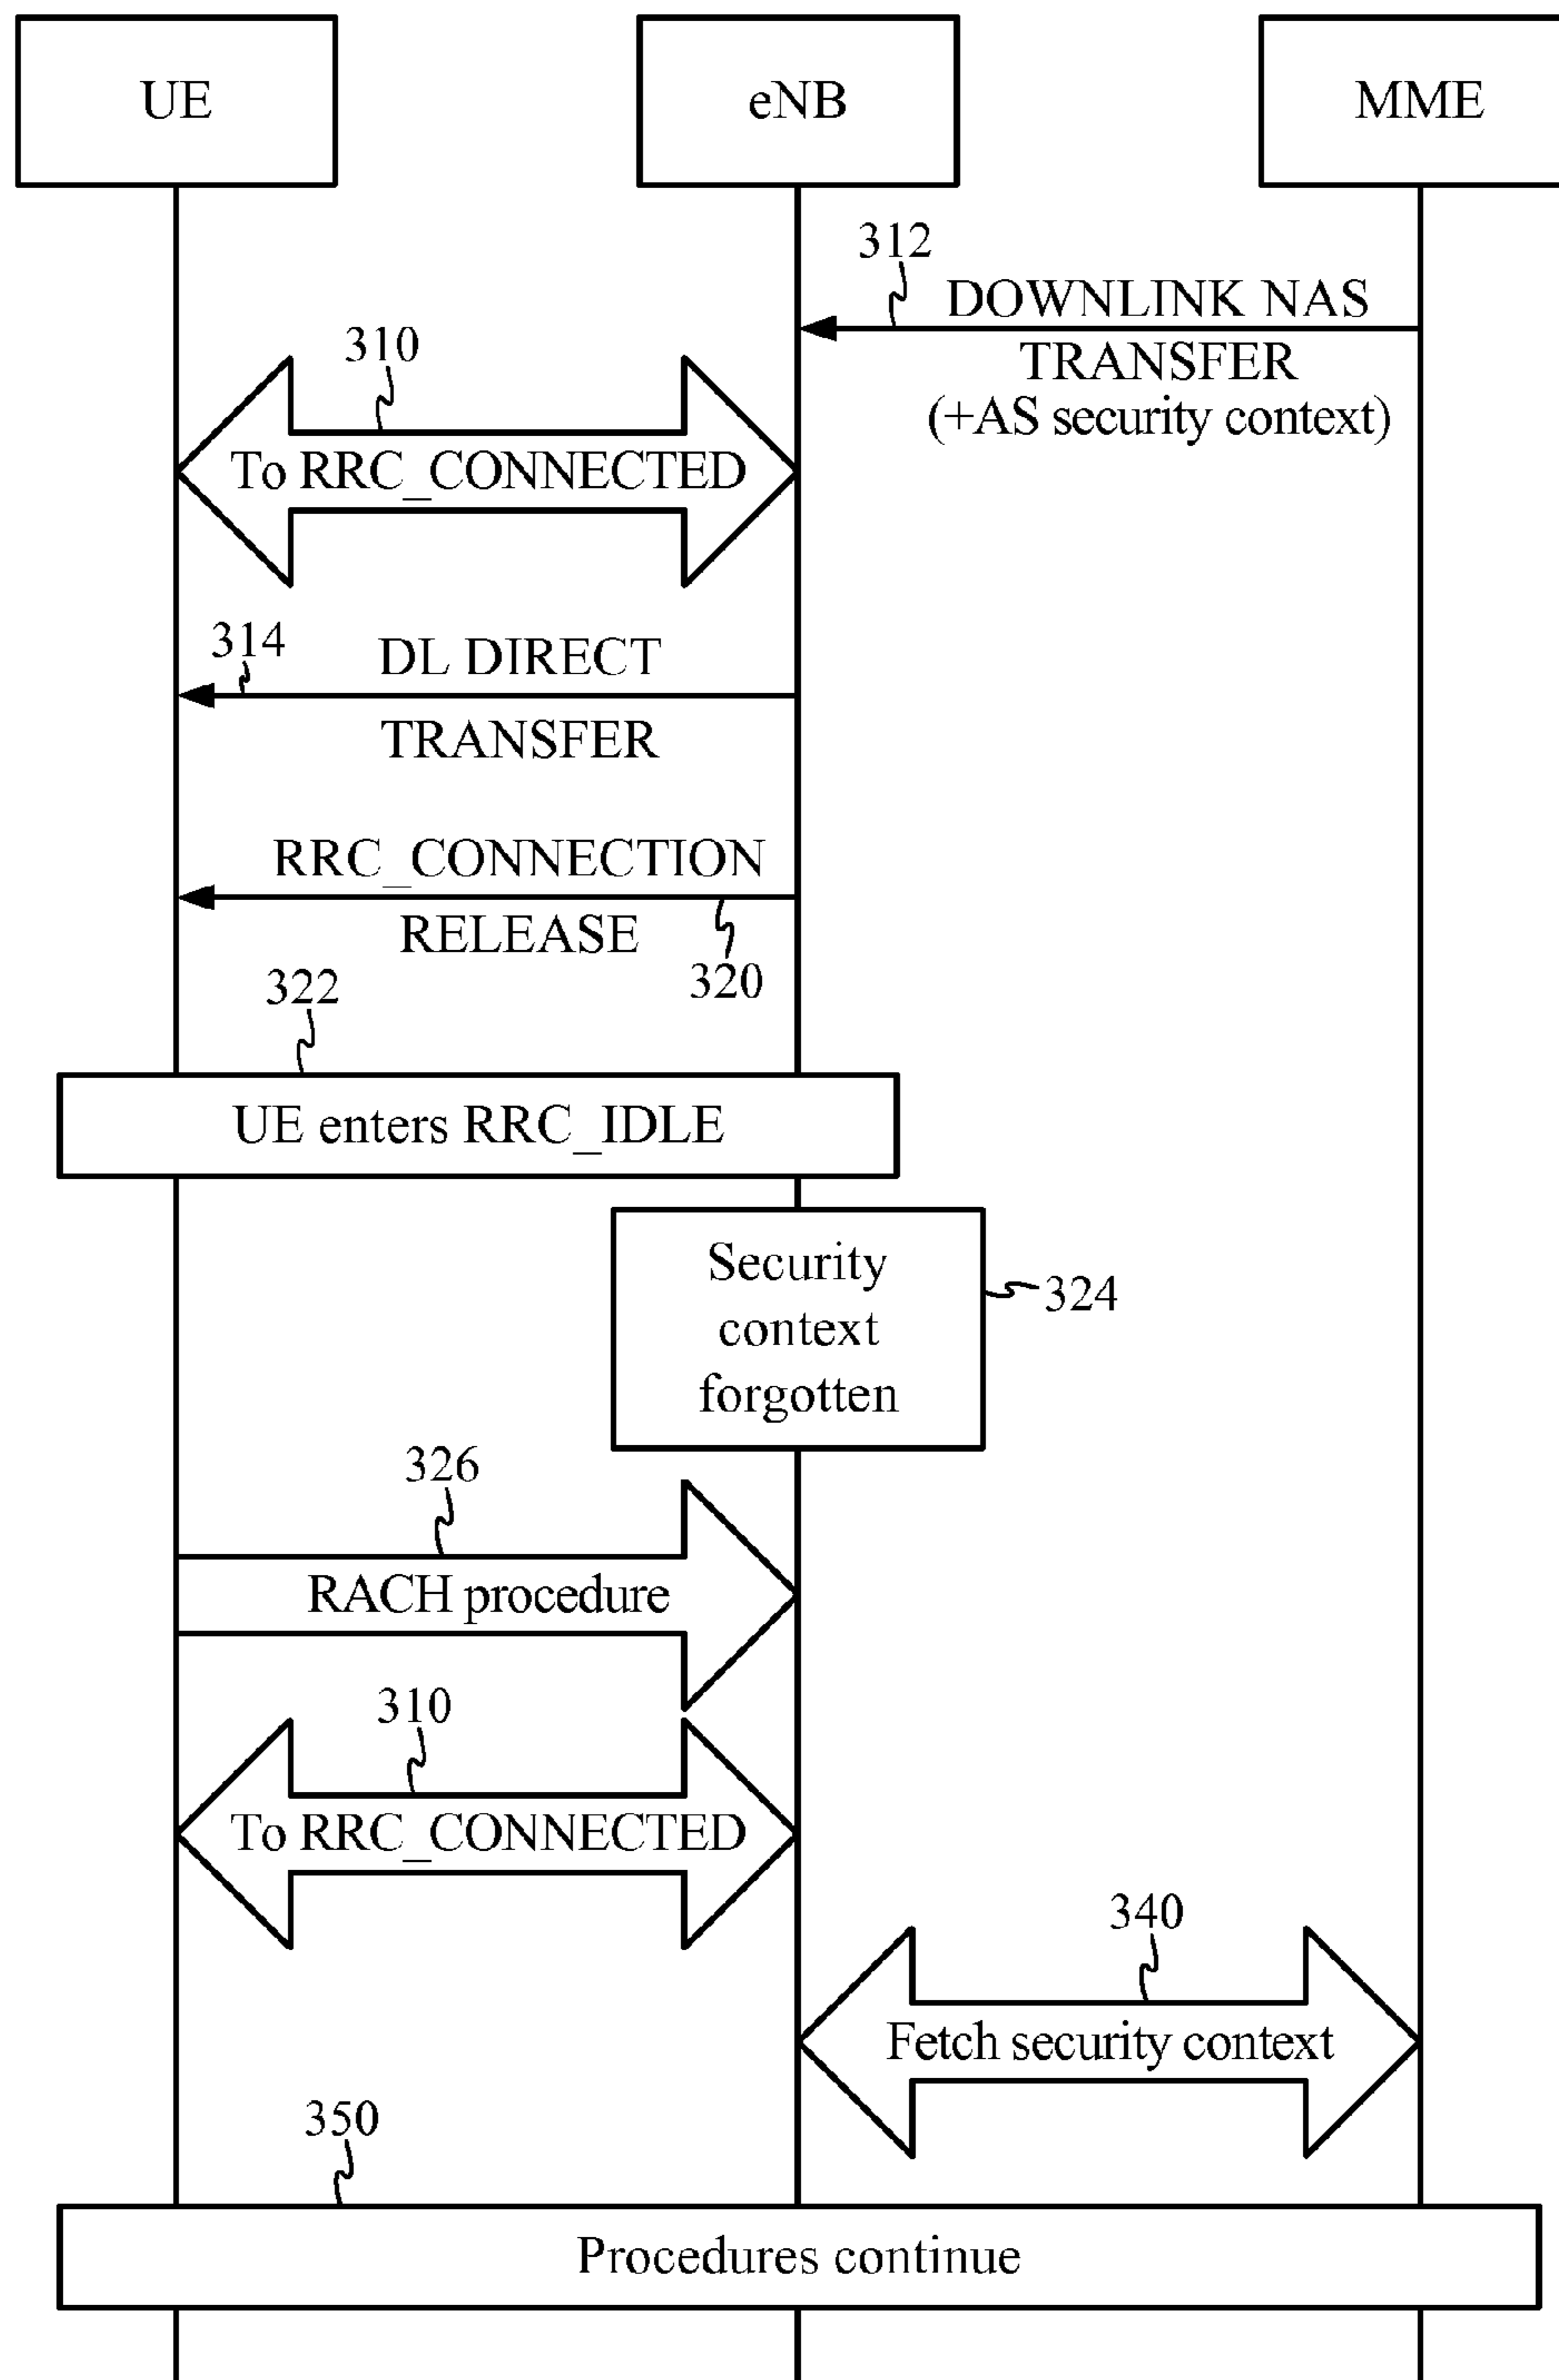 UE
eNB
MME
312
DOWNLINK NAS
TRANSFER
(+AS security context)
310
To RRC_CONNECTED
314
DL DIRECT
TRANSFER
RRC_CONNECTION
RELEASE
320
322
UE enters RRC_IDLE
Security
context
forgotten
324
326
RACH procedure
310
To RRC_CONNECTED
340
Fetch security context
350
Procedures continue